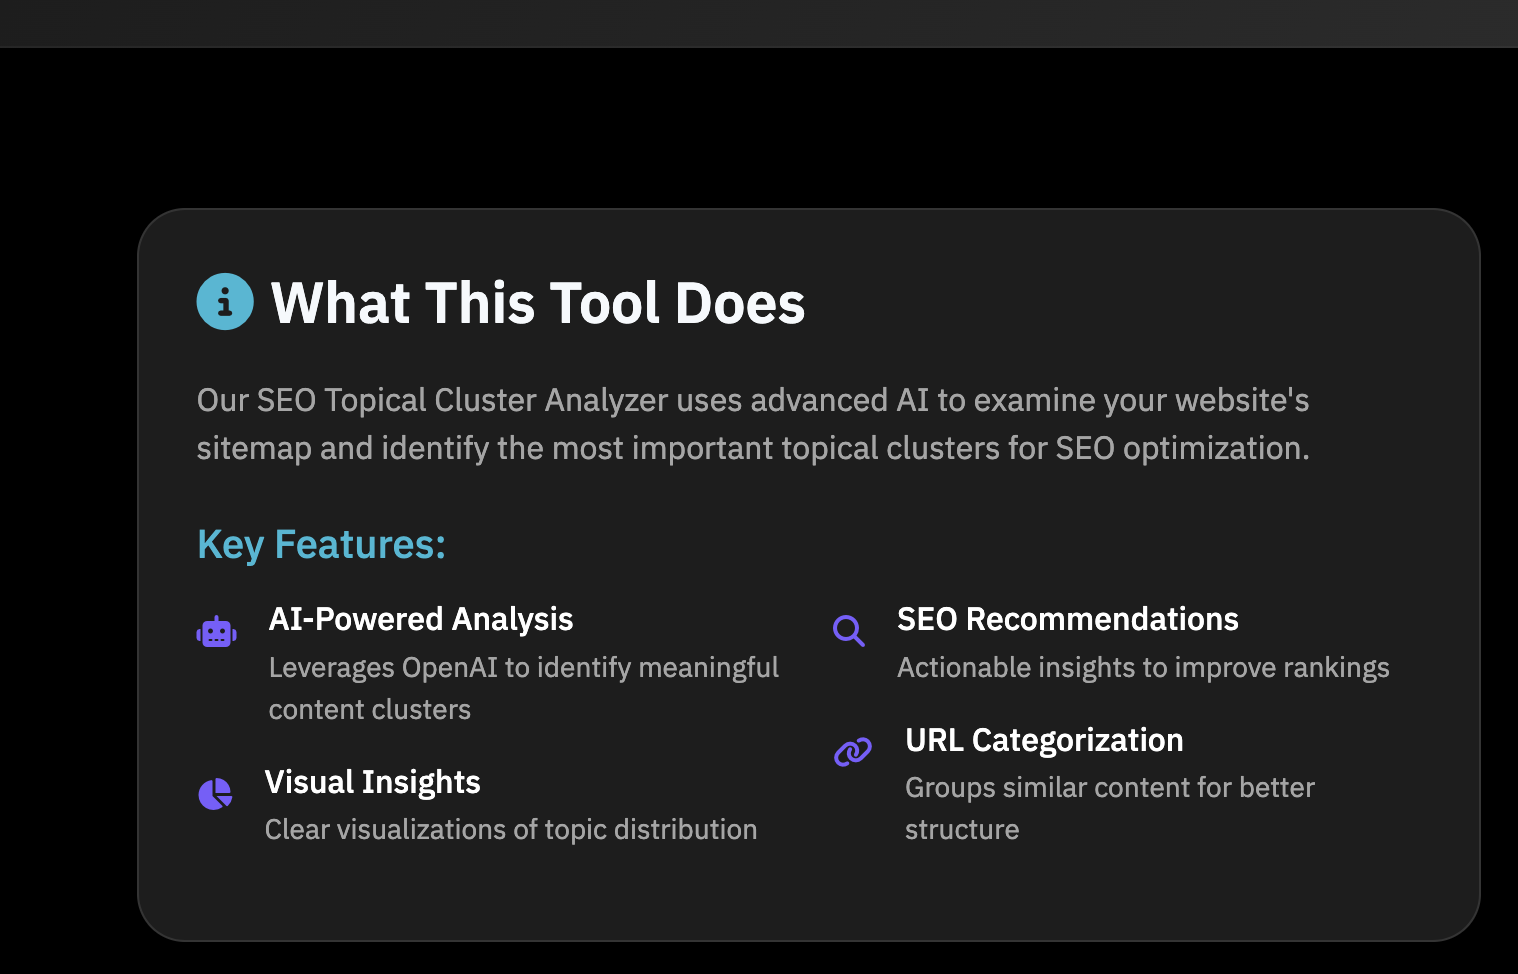 What This Tool Does
Our SEO Topical Cluster Analyzer uses advanced AI to examine your website's
sitemap and identify the most important topical clusters for SEO optimization.
Key Features:
AI-Powered Analysis
Leverages OpenAI to identify meaningful
content clusters
Visual Insights
Clear visualizations of topic distribution
SEO Recommendations
Actionable insights to improve rankings
URL Categorization
Groups similar content for better
structure